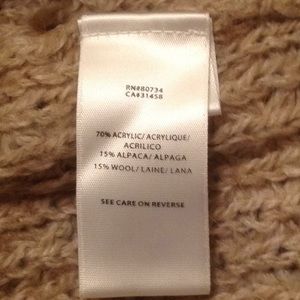 RN#80734
CA#31458
70% ACRYLIC/ ACRYLIQUE/
ACRILICO
15% ALPACA/ ALPAGA
15% WOOL/ LAINE/ LANA
SEE CARE ON REVERSE